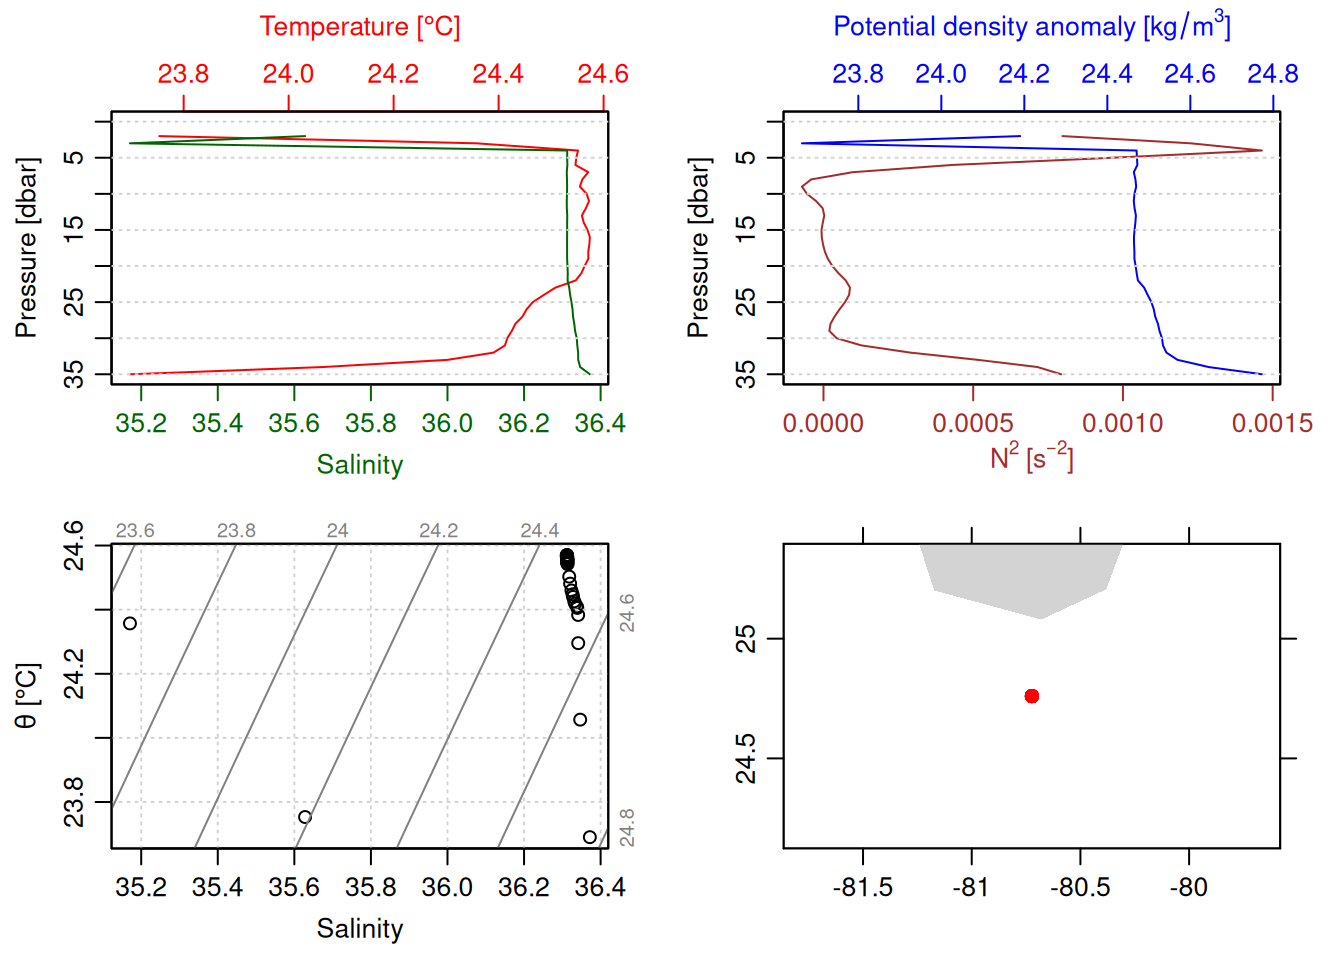 Temperature [°C]
23.8 24.0 24.2 24.4 24.6
Pressure [dbar]
5
15
25
35
35.2 35.4 35.6 35.8 36.0 36.2 36.4
Salinity
Potential density anomaly [kg/m³]
23.8 24.0 24.2 24.4 24.6 24.8
Pressure [dbar]
5
15
25
35
0.0000 0.0005 0.0010 0.0015
N² [s⁻²]
23.6 23.8 24 24.2 24.4
24.6
24.8
θ [°C]
24.6
24.2
23.8
35.2 35.4 35.6 35.8 36.0 36.2 36.4
Salinity
25
24.5
-81.5 -81 -80.5 -80